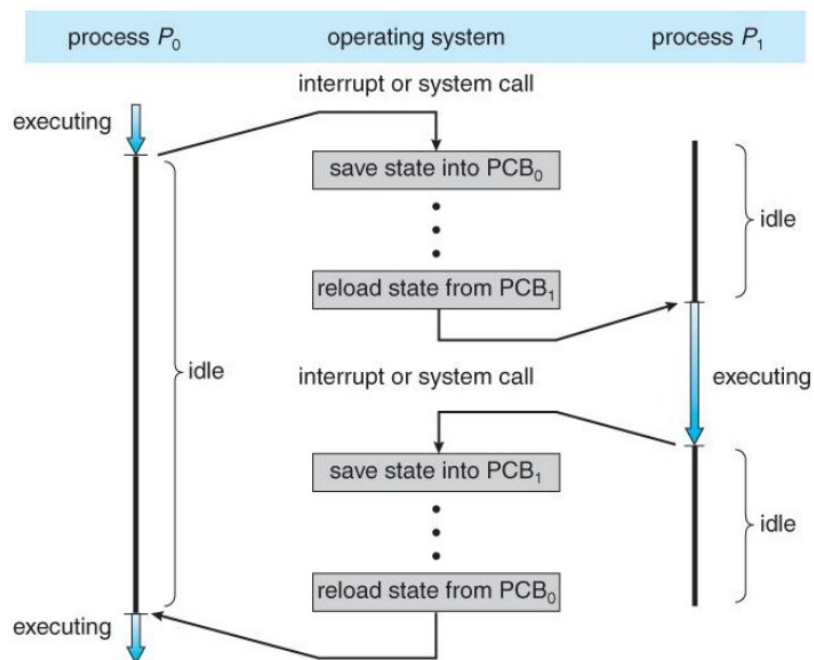 process P₀
operating system
process P₁
interrupt or system call
executing
save state into PCB₀
idle
reload state from PCB₁
idle
interrupt or system call
executing
save state into PCB₁
idle
reload state from PCB₀
executing